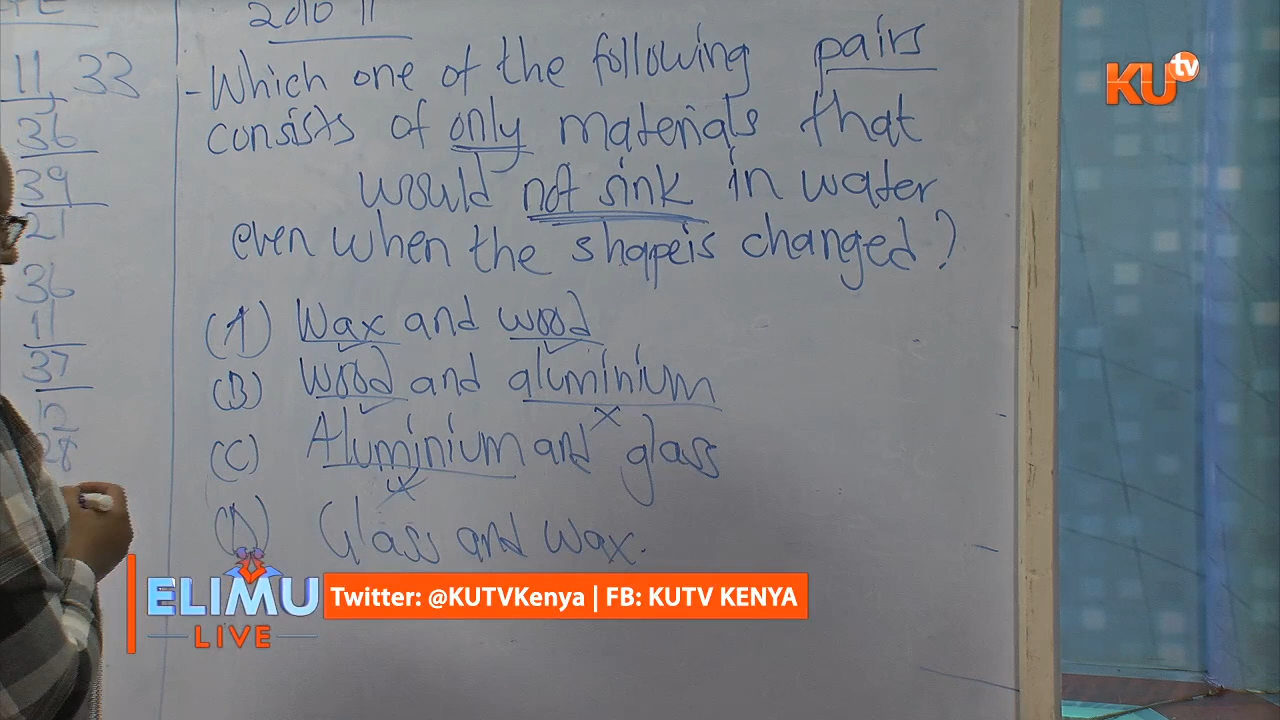 2010 11
11, 33
36
39
21
36
11
37
12
28
- Which one of the following pairs
consists of only materials that
would not sink in water
even when the shape is changed?
(A) Wax and wood
(B) Wood and aluminium
(C) Aluminium and glass
(D) Glass and wax.
KU tv
ELIMU
LIVE
Twitter: @KUTVKenya | FB: KUTV KENYA